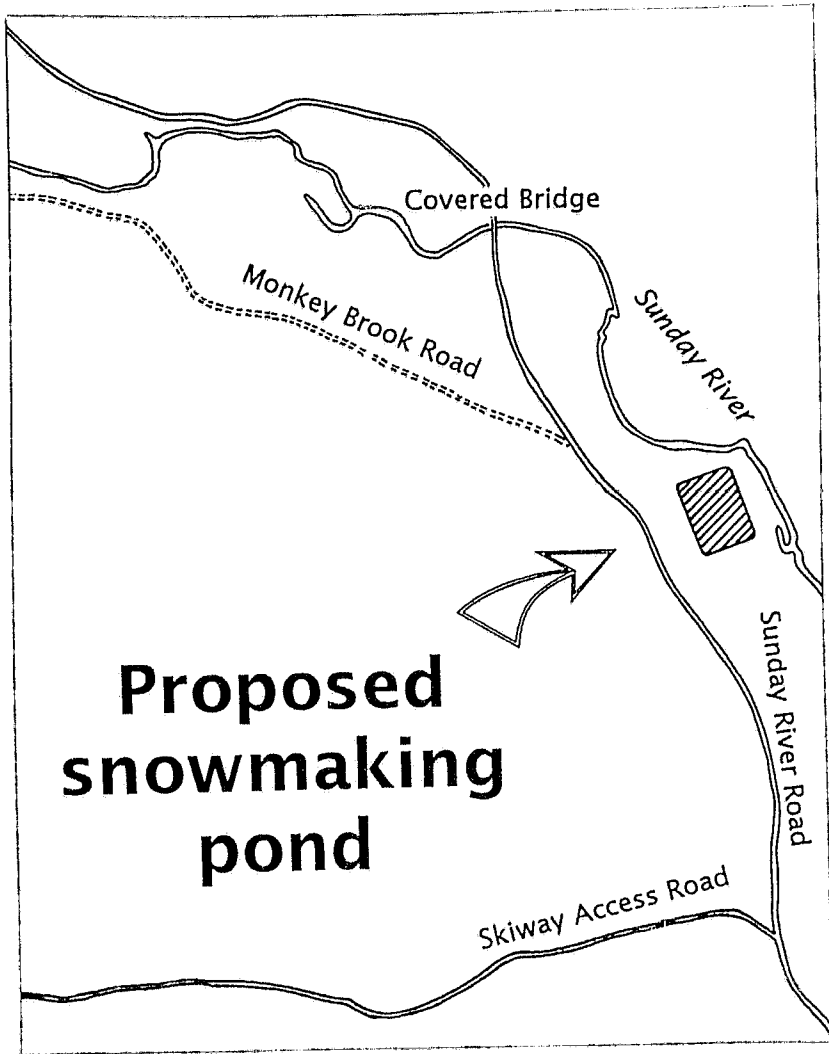 Covered Bridge
Monkey Brook Road
Sunday River
Sunday River Road
Proposed
snowmaking
pond
Skiway Access Road